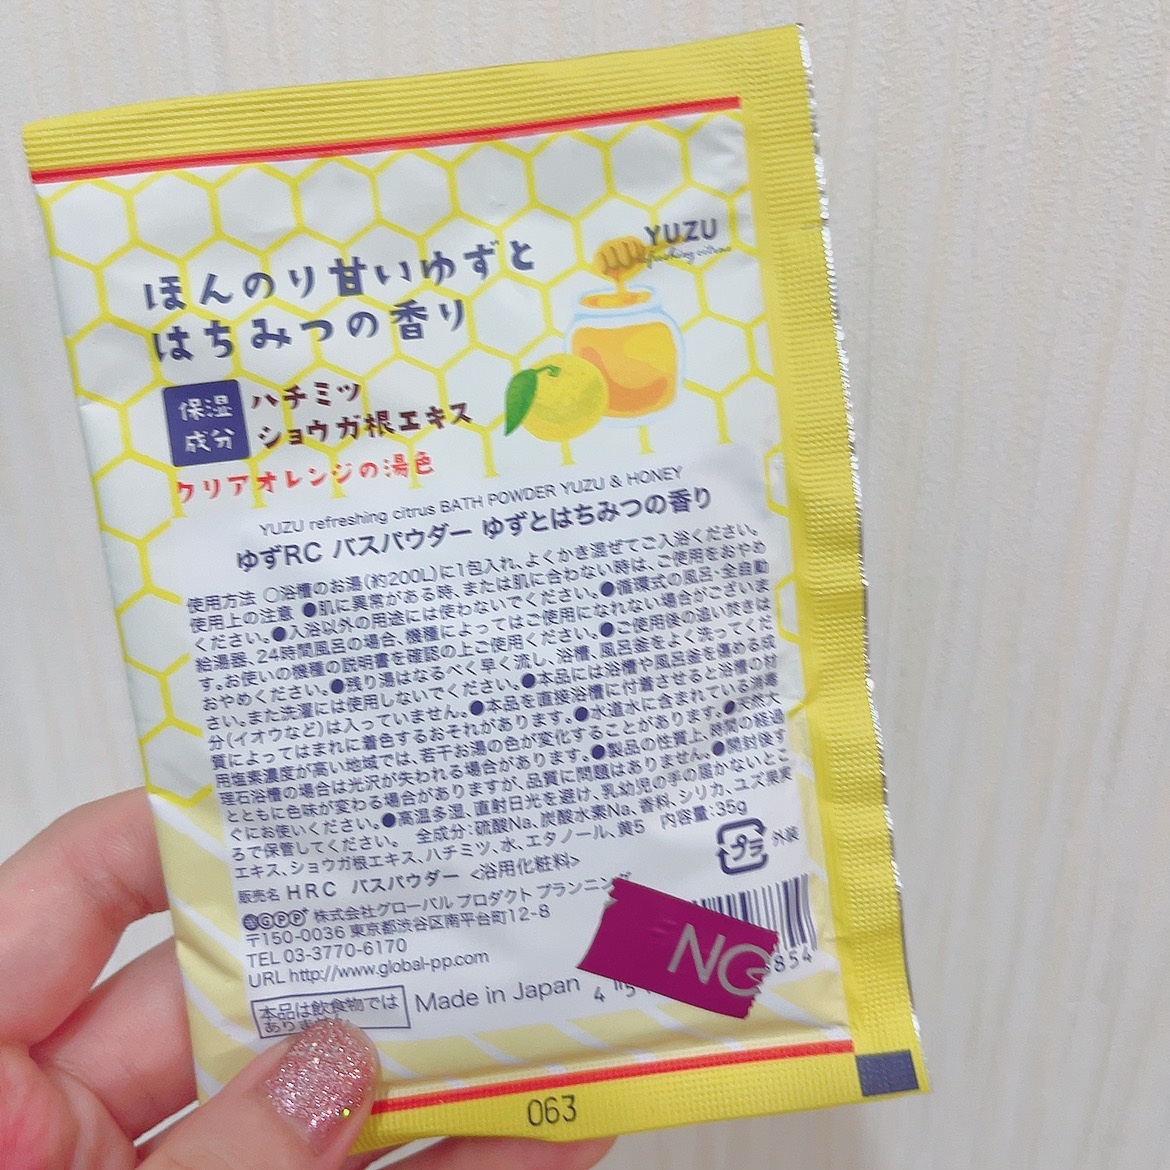 YUZU
refreshing citrus
ほんのり甘いゆずと
はちみつの香り
保湿
成分
ハチミツ
ショウガ根エキス
クリアオレンジの湯色
YUZU refreshing citrus BATH POWDER YUZU & HONEY
ゆずRC バスパウダー ゆずとはちみつの香り
使用方法 ○浴槽のお湯(約200L)に1包入れ、よくかき混ぜてご入浴ください。
使用上の注意 ●肌に異常がある時、または肌に合わない時は、ご使用をおやめ
ください。●入浴以外の用途には使わないでください。●循環式の風呂・全自動
給湯器、24時間風呂の場合、機種によってはご使用になれない場合がございま
す。お使いの機種の説明書を確認の上ご使用ください。●ご使用後の追い焚きは
おやめください。●残り湯はなるべく早く流し、浴槽、風呂釜をよく洗ってくだ
さい。また洗濯には使用しないでください。●本品には浴槽や風呂釜を傷める成
分(イオウなど)は入っていません。●本品を直接浴槽に付着させると浴槽の材
質によってはまれに着色するおそれがあります。●水道水に含まれている消毒
用塩素濃度が高い地域では、若干お湯の色が変化することがあります。●天然大
理石浴槽の場合は光沢が失われる場合があります。●製品の性質上、時間の経過
とともに色味が変わる場合がありますが、品質に問題はありません。●開封後す
ぐにお使いください。●高温多湿、直射日光を避け、乳幼児の手の届かないとこ
ろで保管してください。 全成分:硫酸Na、炭酸水素Na、香料、シリカ、ユズ果実
エキス、ショウガ根エキス、ハチミツ、水、エタノール、黄5 内容量:35g
販売名 HRC バスパウダー <浴用化粧料>
プラ 外装
GPP 株式会社グローバル プロダクト プランニング
〒150-0036 東京都渋谷区南平台町12-8
TEL 03-3770-6170
URL http://www.global-pp.com
本品は飲食物では
Made in Japan
NG
854
063